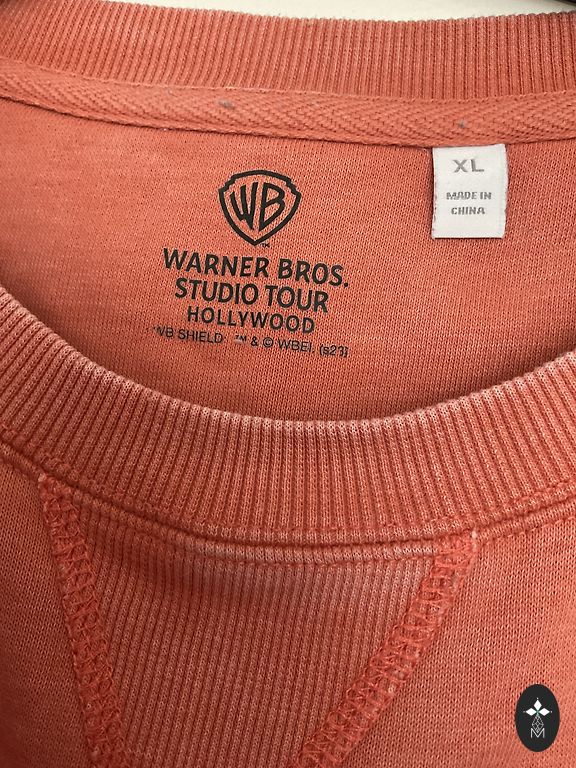 WB
WARNER BROS.
STUDIO TOUR
HOLLYWOOD
WB SHIELD ™ & © WBEI. (s23)
XL
MADE IN
CHINA
M